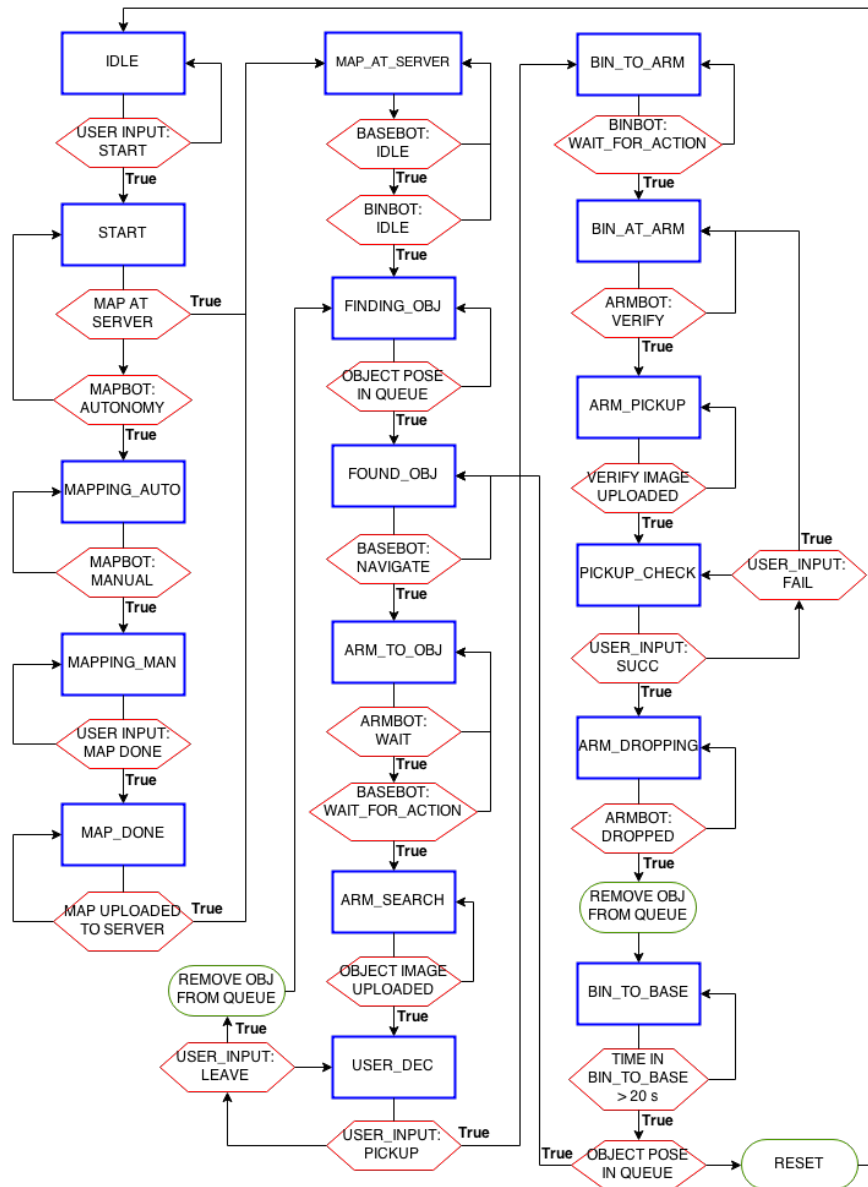 IDLE
USER INPUT:
START
True
START
MAP AT
SERVER
True
MAPBOT:
AUTONOMY
True
MAPPING_AUTO
MAPBOT:
MANUAL
True
MAPPING_MAN
USER INPUT:
MAP DONE
True
MAP_DONE
MAP UPLOADED
TO SERVER
True
MAP_AT_SERVER
BASEBOT:
IDLE
True
BINBOT:
IDLE
True
FINDING_OBJ
OBJECT POSE
IN QUEUE
True
FOUND_OBJ
BASEBOT:
NAVIGATE
True
ARM_TO_OBJ
ARMBOT:
WAIT
True
BASEBOT:
WAIT_FOR_ACTION
True
ARM_SEARCH
OBJECT IMAGE
UPLOADED
True
USER_DEC
USER_INPUT:
PICKUP
True
USER_INPUT:
LEAVE
True
REMOVE OBJ
FROM QUEUE
BIN_TO_ARM
BINBOT:
WAIT_FOR_ACTION
True
BIN_AT_ARM
ARMBOT:
VERIFY
True
ARM_PICKUP
VERIFY IMAGE
UPLOADED
True
PICKUP_CHECK
True
USER_INPUT:
FAIL
USER_INPUT:
SUCC
True
ARM_DROPPING
ARMBOT:
DROPPED
True
REMOVE OBJ
FROM QUEUE
BIN_TO_BASE
TIME IN
BIN_TO_BASE
> 20 s
True
OBJECT POSE
IN QUEUE
True
RESET